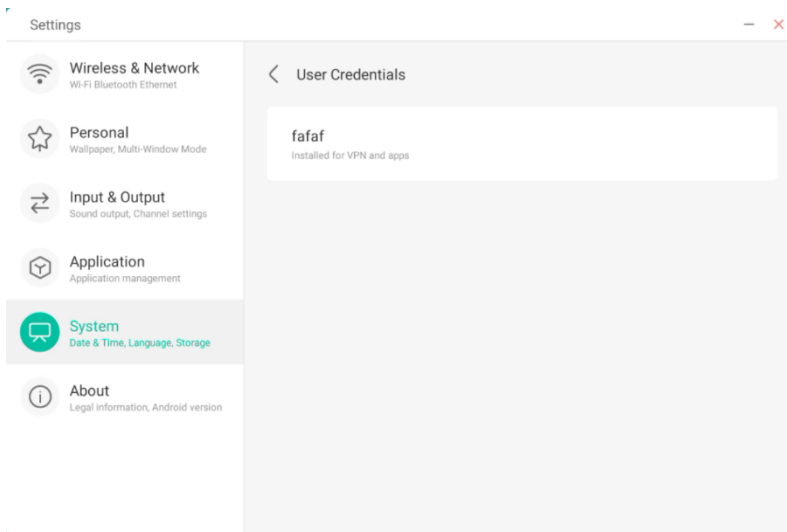 Settings
Wireless & Network
Wi-Fi Bluetooth Ethernet
Personal
Wallpaper, Multi-Window Mode
Input & Output
Sound output, Channel settings
Application
Application management
System
Date & Time, Language, Storage
About
Legal information, Android version
User Credentials
fafaf
Installed for VPN and apps